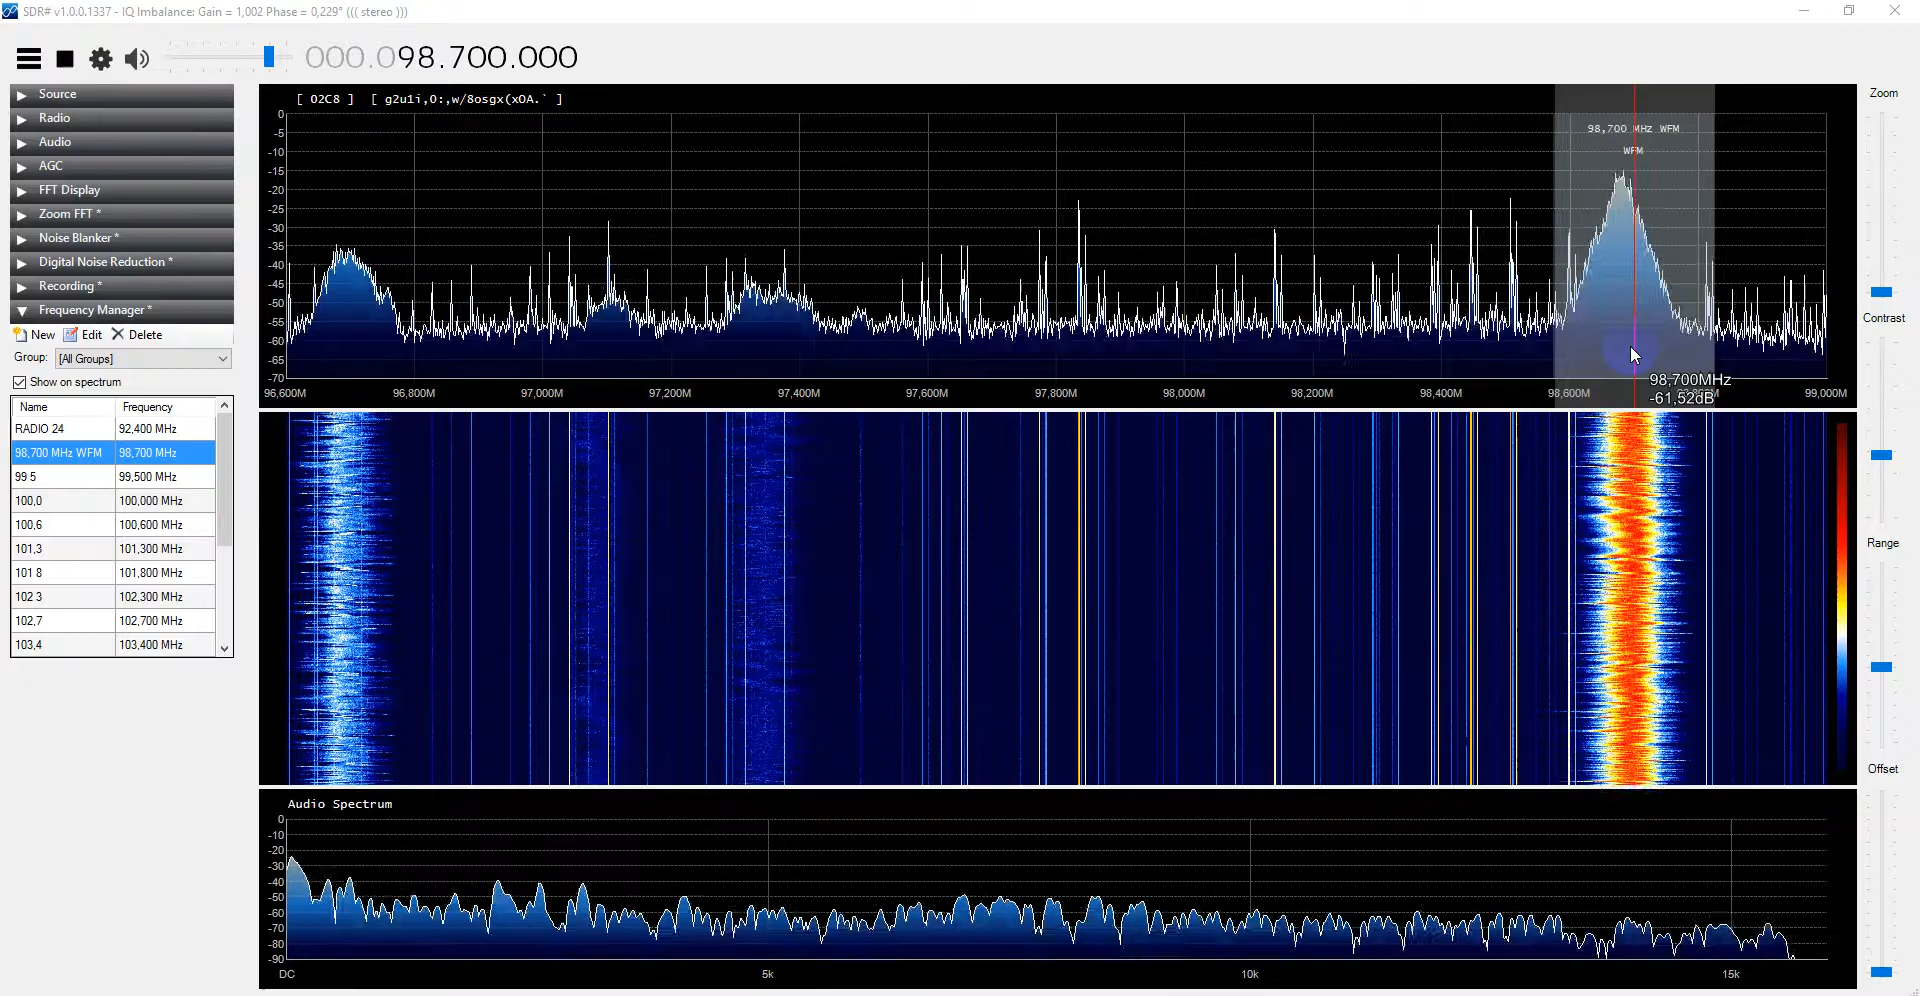 SDR# v1.0.0.1337 - IQ Imbalance: Gain = 1,002 Phase = 0,229° ((( stereo )))
000.098.700.000
Source
Radio
Audio
AGC
FFT Display
Zoom FFT *
Noise Blanker *
Digital Noise Reduction *
Recording *
Frequency Manager *
New Edit Delete
Group: [All Groups]
Show on spectrum
Name Frequency
RADIO 24 92,400 MHz
98,700 MHz WFM 98,700 MHz
99 5 99,500 MHz
100,0 100,000 MHz
100,6 100,600 MHz
101,3 101,300 MHz
101 8 101,800 MHz
102 3 102,300 MHz
102,7 102,700 MHz
103,4 103,400 MHz
[ 02C8 ] [ g2u1i,O:,w/8osgx(xOA.` ]
98,700 MHz WFM
WFM
0
-5
-10
-15
-20
-25
-30
-35
-40
-45
-50
-55
-60
-65
-70
96,600M 96,800M 97,000M 97,200M 97,400M 97,600M 97,800M 98,000M 98,200M 98,400M 98,600M 99,000M
98,700MHz
-61,52dB
Audio Spectrum
0
-10
-20
-30
-40
-50
-60
-70
-80
-90
DC 5k 10k 15k
Zoom
Contrast
Range
Offset